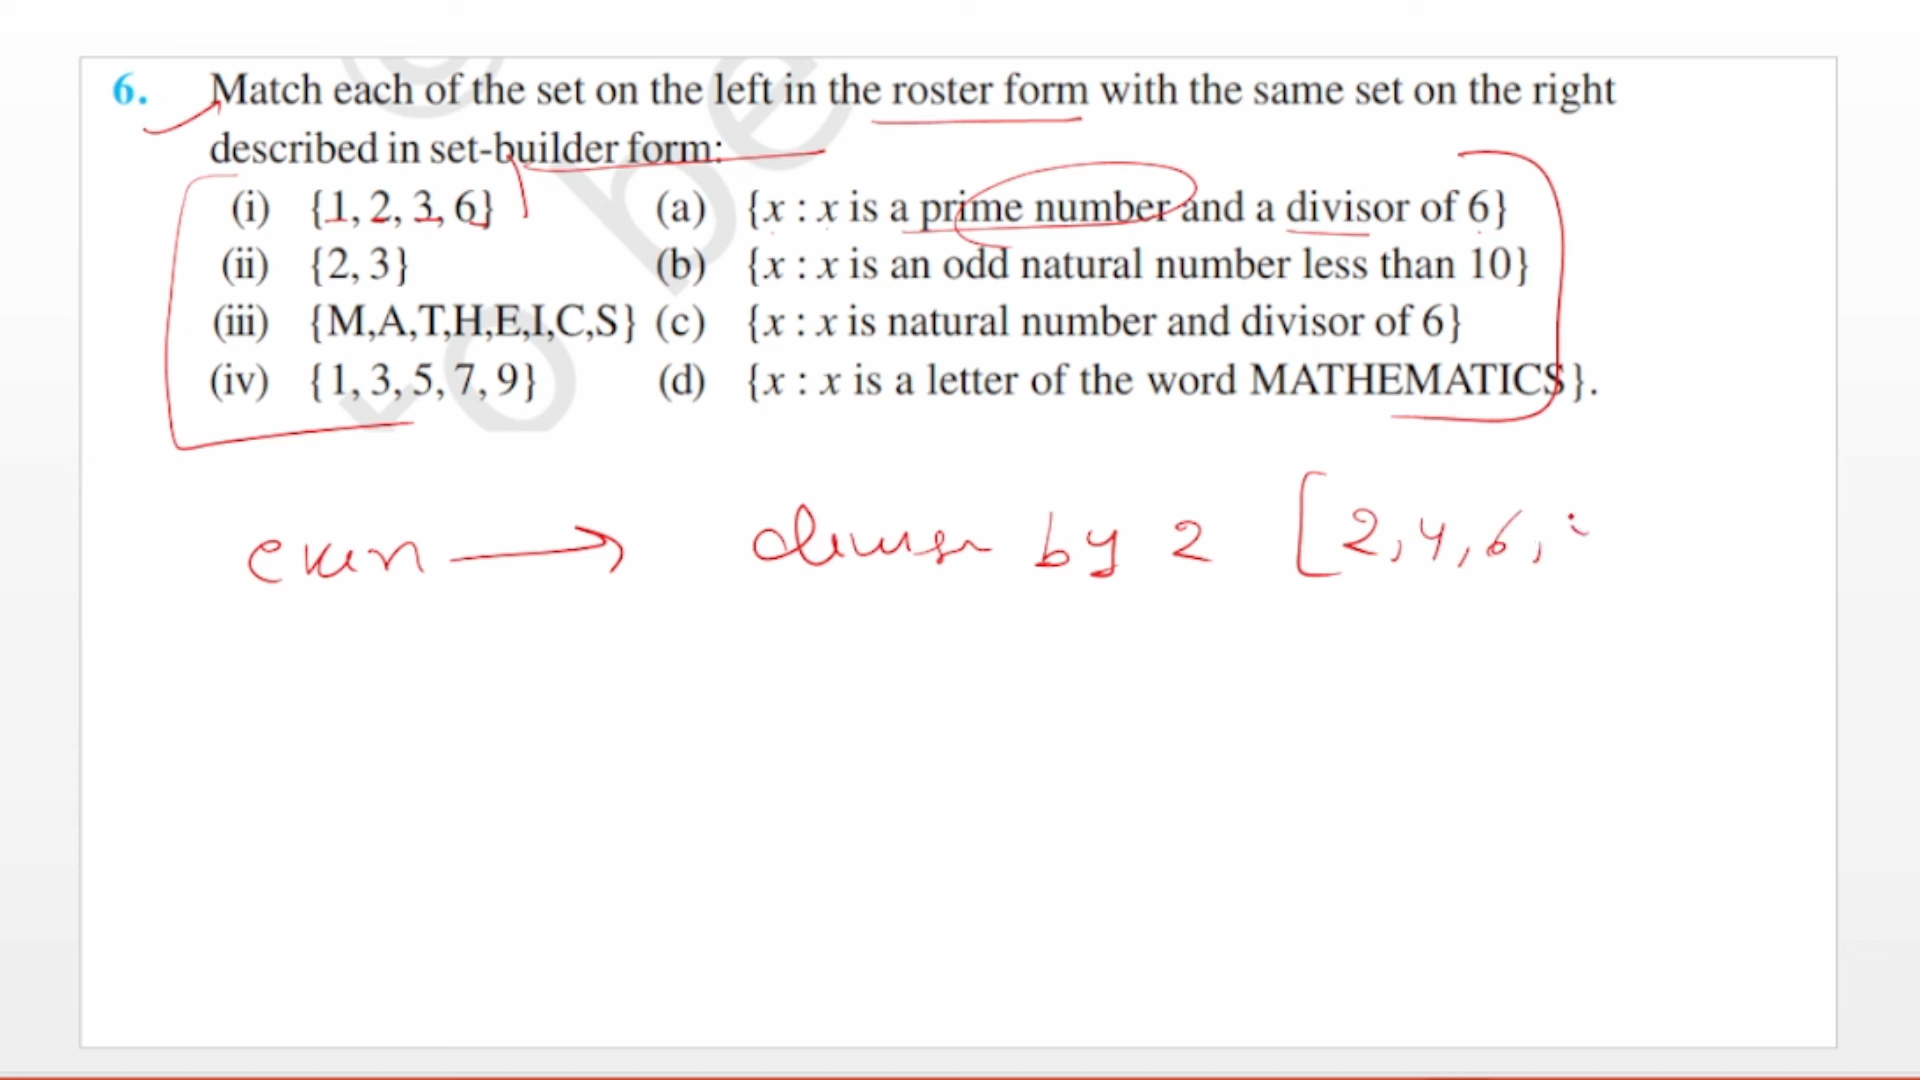 6. Match each of the set on the left in the roster form with the same set on the right
described in set-builder form:
(i) {1, 2, 3, 6} (a) {x : x is a prime number and a divisor of 6}
(ii) {2, 3} (b) {x : x is an odd natural number less than 10}
(iii) {M,A,T,H,E,I,C,S} (c) {x : x is natural number and divisor of 6}
(iv) {1, 3, 5, 7, 9} (d) {x : x is a letter of the word MATHEMATICS}.
even → by 2 [2, 4, 6,